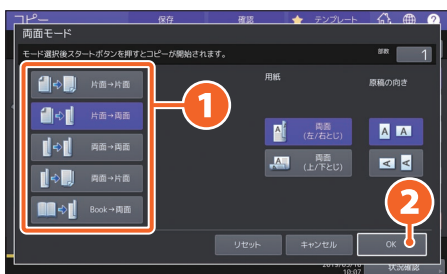 コピー 保存 確認 テンプレート
両面モード
モード選択後スタートボタンを押すとコピーが開始されます。 部数 1
用紙 原稿の向き
片面→片面
片面→両面
両面→両面
両面→片面
Book→両面
1
両面
(左/右とじ)
A A A
両面
(上/下とじ)
2
リセット キャンセル OK
10:07 状況確認